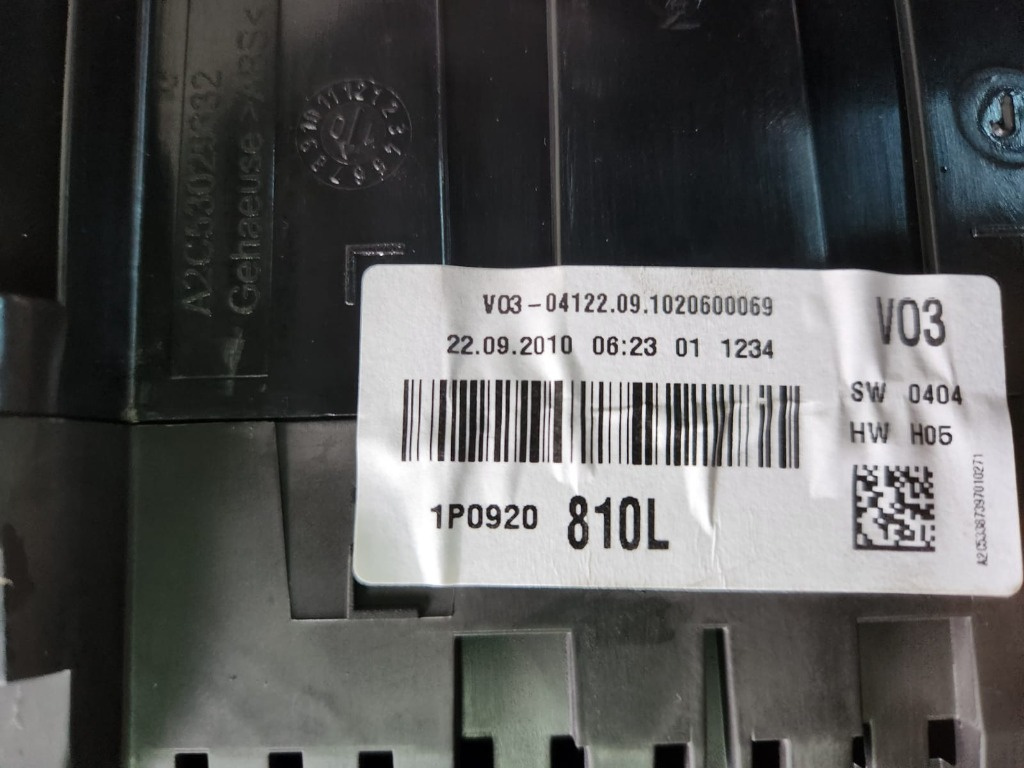 Gehaeuse >ABS<
V03-04122.09.1020600069
V03
22.09.2010 06:23 01 1234
SW 0404
HW H05
1P0920 810L